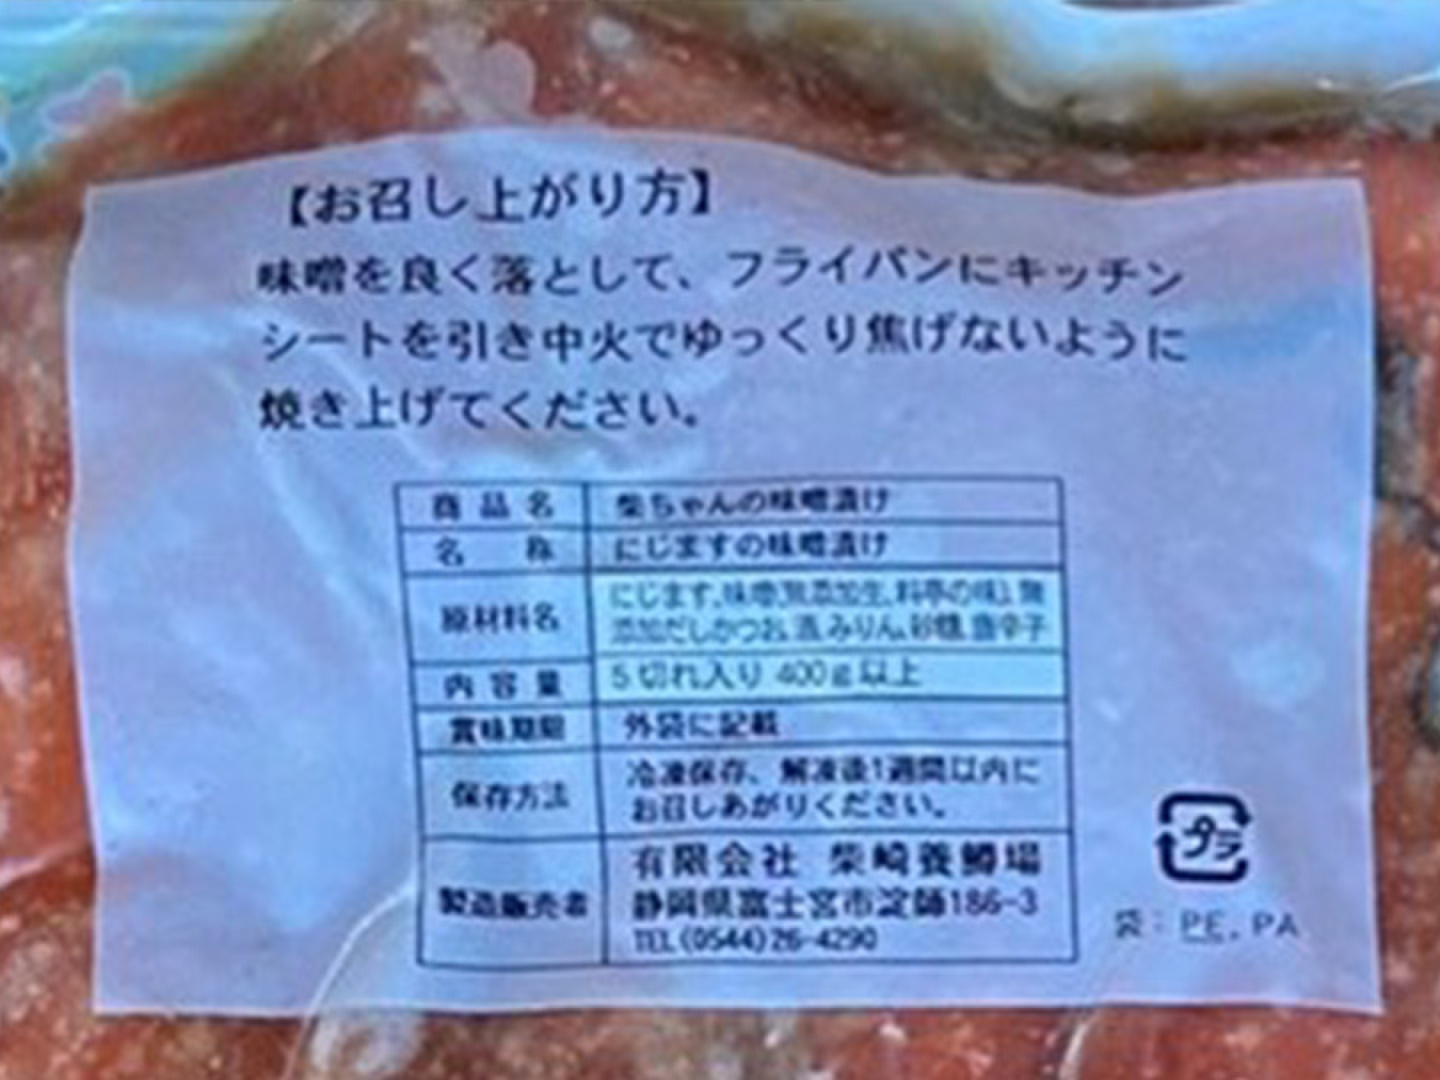 【お召し上がり方】
味噌を良く落として、フライパンにキッチン
シートを引き中火でゆっくり焦げないように
焼き上げてください。
商品名 柴ちゃんの味噌漬け
名称 にじますの味噌漬け
原材料名 にじます、味噌(無添加生、料亭の味)、無
添加だしかつお、酒、みりん、砂糖、唐辛子
内容量 5切れ入り 400g以上
賞味期限 外袋に記載
保存方法 冷凍保存、解凍後1週間以内に
お召しあがりください。
製造販売者 有限会社 柴崎養鱒場
静岡県富士宮市淀師186-3
TEL(0544)26-4290
プラ
袋:PE,PA